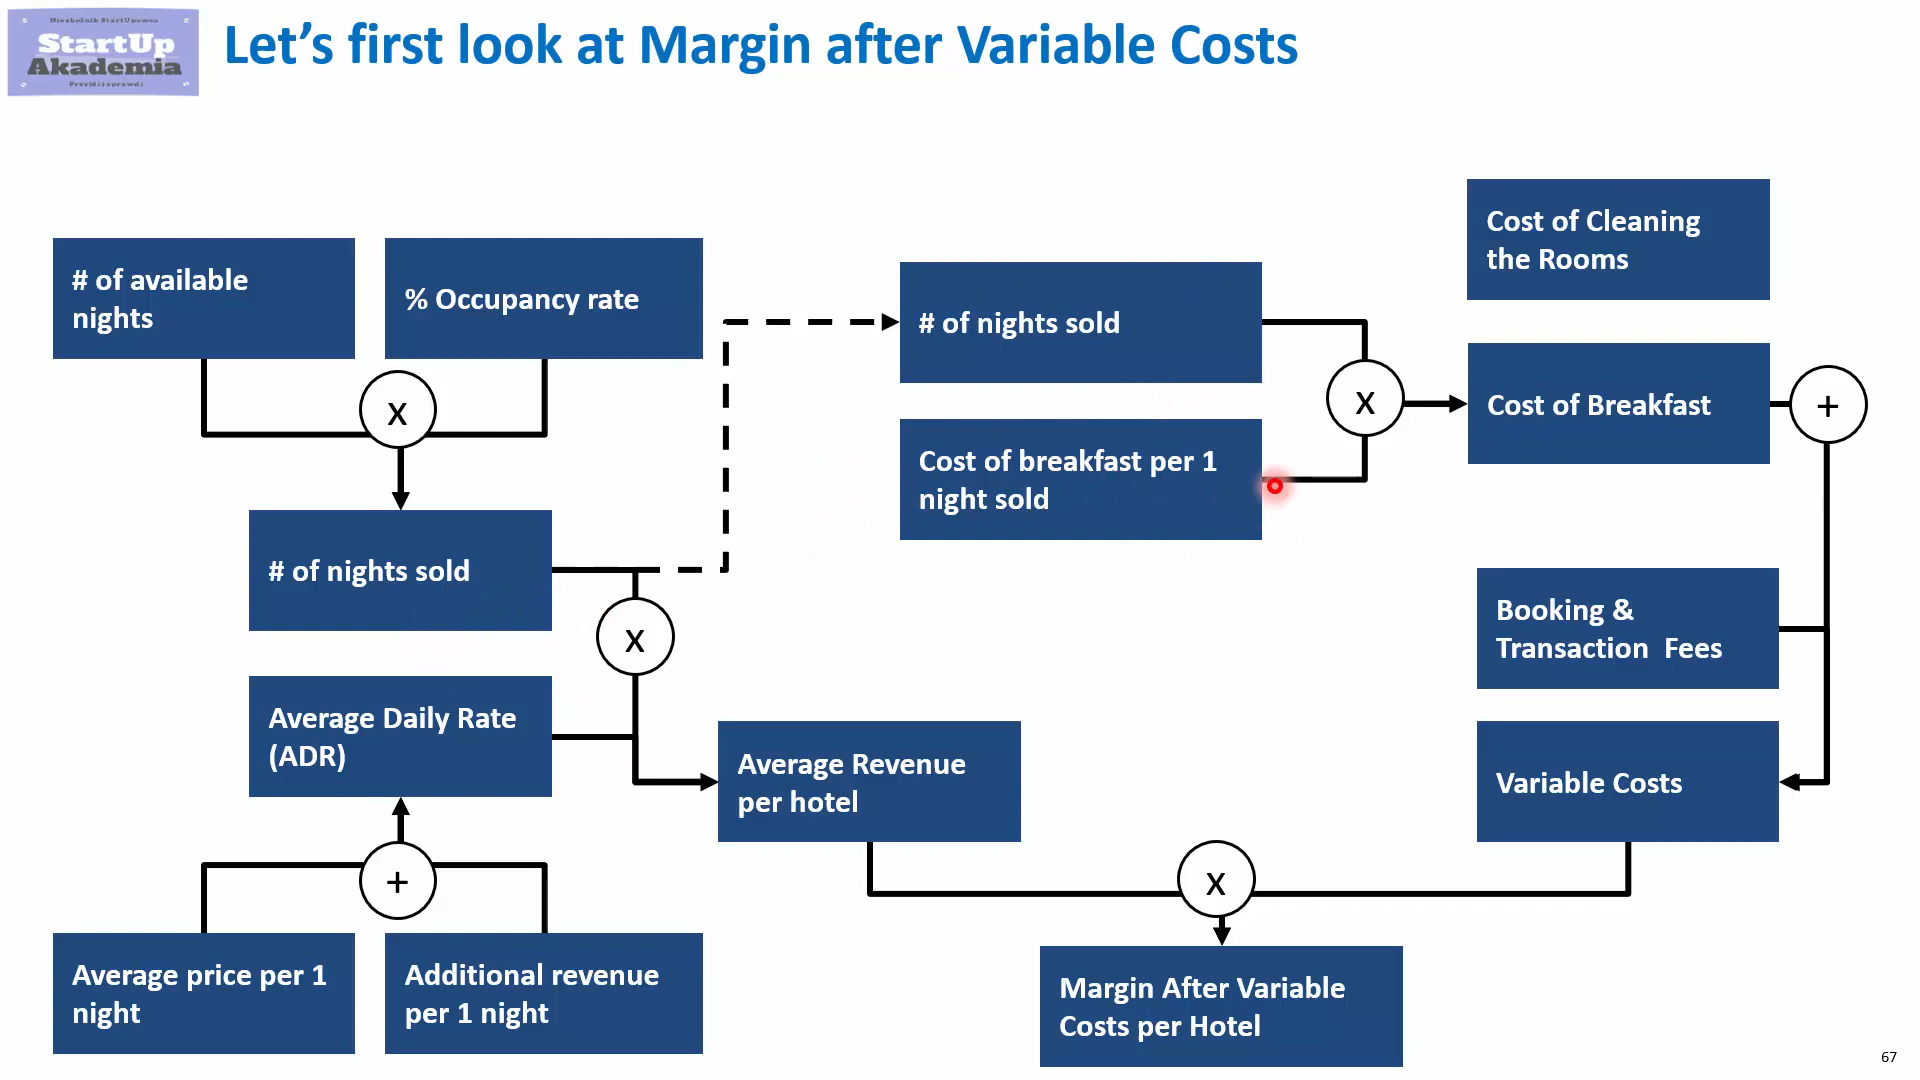 Niezbędnik StartUpowca
StartUp
Akademia
Let’s first look at Margin after Variable Costs
# of available
nights
% Occupancy rate
X
# of nights sold
X
Average Daily Rate
(ADR)
+
Average price per 1
night
Additional revenue
per 1 night
Average Revenue
per hotel
# of nights sold
Cost of breakfast per 1
night sold
X
Cost of Cleaning
the Rooms
Cost of Breakfast
+
Booking &
Transaction  Fees
Variable Costs
X
Margin After Variable
Costs per Hotel
67